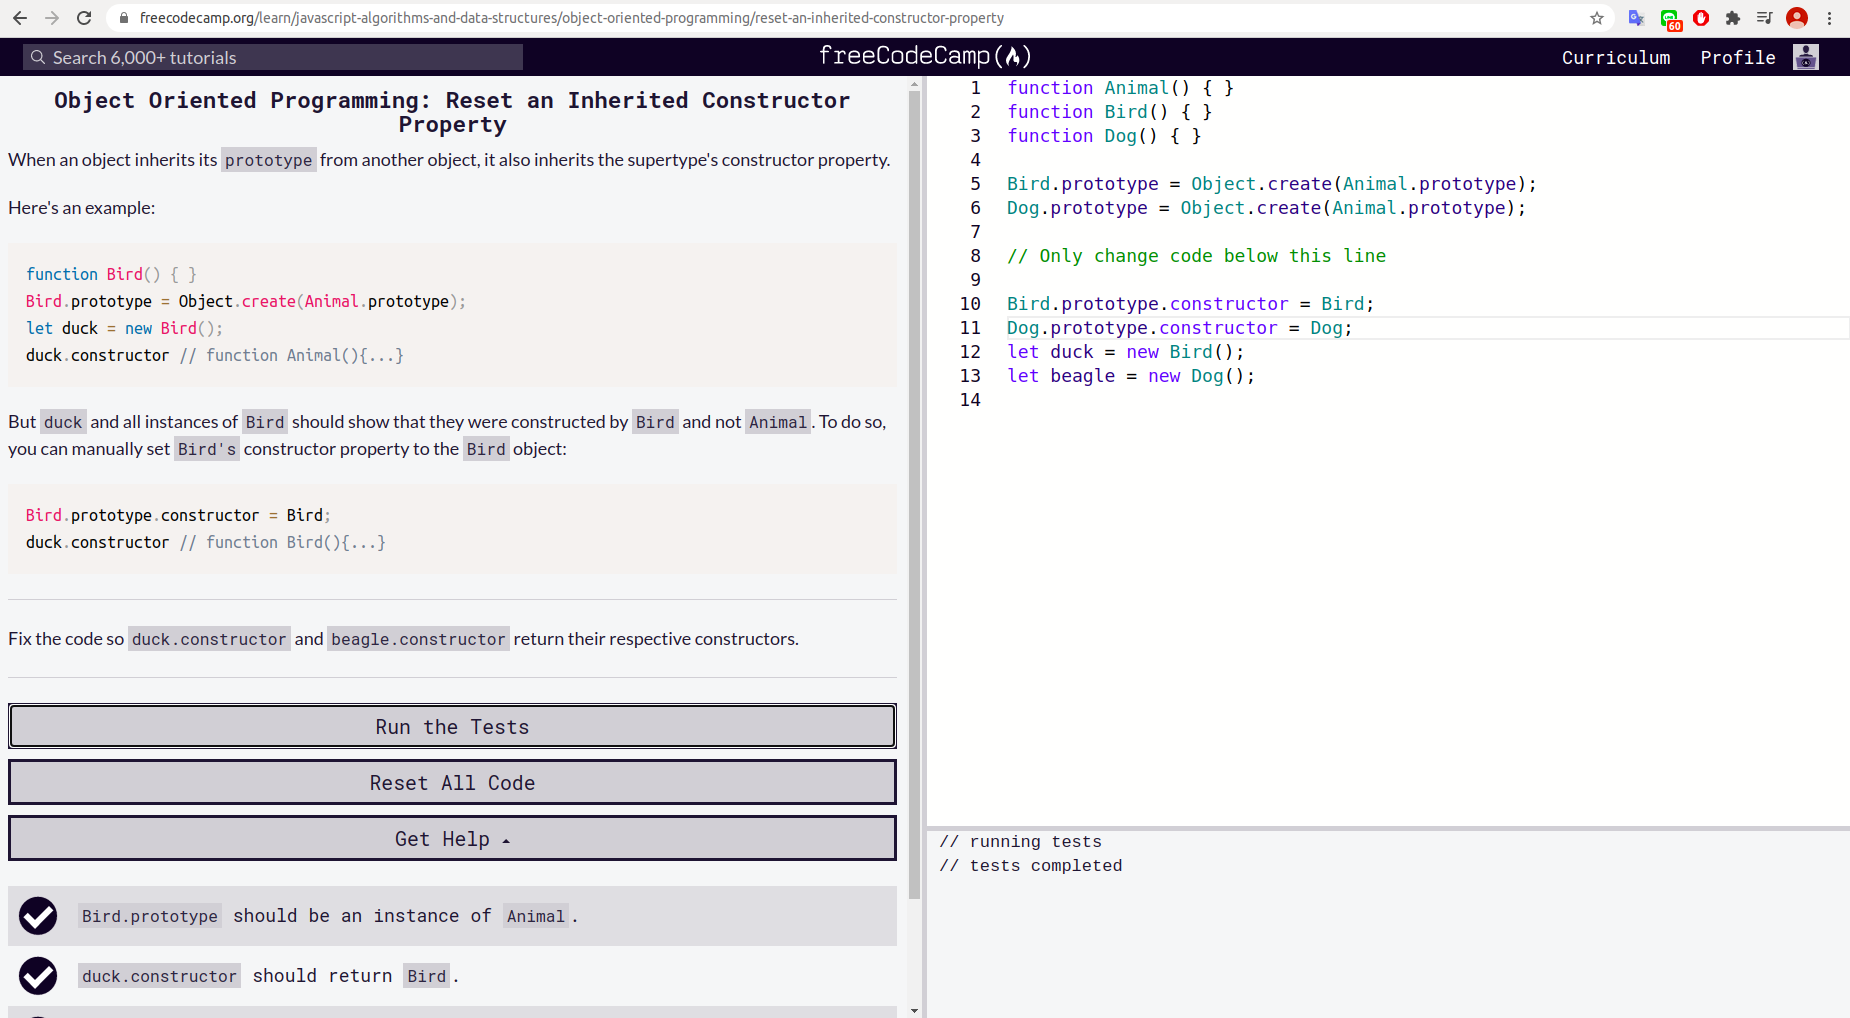 freecodecamp.org/learn/javascript-algorithms-and-data-structures/object-oriented-programming/reset-an-inherited-constructor-property
60
Search 6,000+ tutorials
freeCodeCamp
Curriculum
Profile
Object Oriented Programming: Reset an Inherited Constructor
Property
When an object inherits its prototype from another object, it also inherits the supertype's constructor property.
Here's an example:
function Bird() { }
Bird.prototype = Object.create(Animal.prototype);
let duck = new Bird();
duck.constructor // function Animal(){...}
But duck and all instances of Bird should show that they were constructed by Bird and not Animal. To do so,
you can manually set Bird's constructor property to the Bird object:
Bird.prototype.constructor = Bird;
duck.constructor // function Bird(){...}
Fix the code so duck.constructor and beagle.constructor return their respective constructors.
Run the Tests
Reset All Code
Get Help
Bird.prototype should be an instance of Animal.
duck.constructor should return Bird.
1 function Animal() { }
2 function Bird() { }
3 function Dog() { }
4
5 Bird.prototype = Object.create(Animal.prototype);
6 Dog.prototype = Object.create(Animal.prototype);
7
8 // Only change code below this line
9
10 Bird.prototype.constructor = Bird;
11 Dog.prototype.constructor = Dog;
12 let duck = new Bird();
13 let beagle = new Dog();
14
// running tests
// tests completed